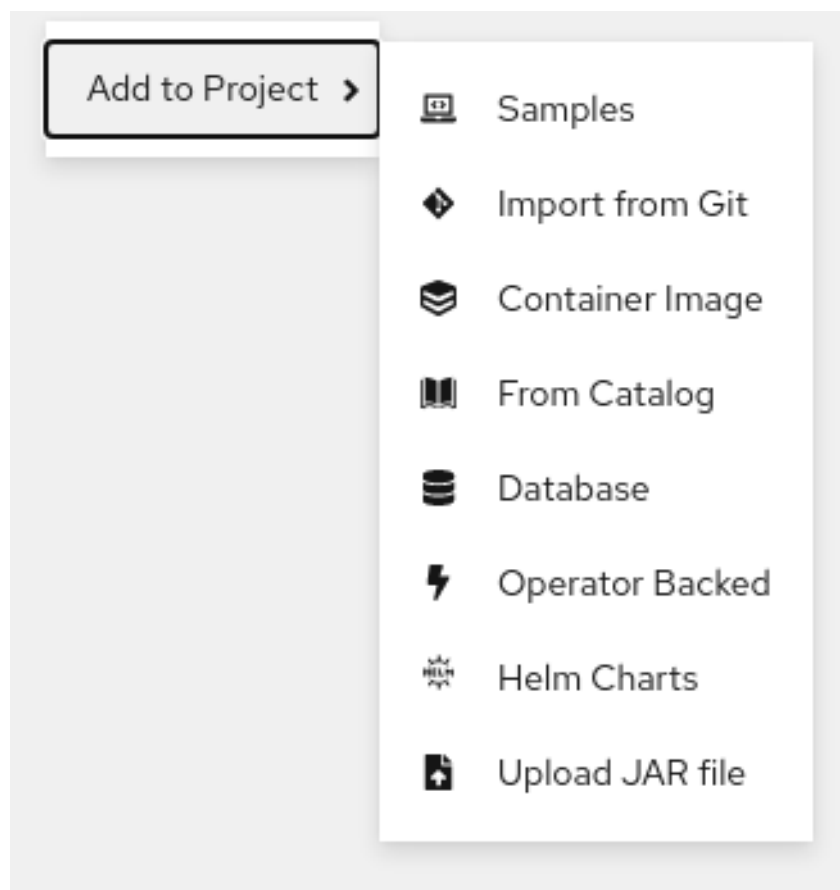 Add to Project
Samples
Import from Git
Container Image
From Catalog
Database
Operator Backed
HELM
Helm Charts
Upload JAR file